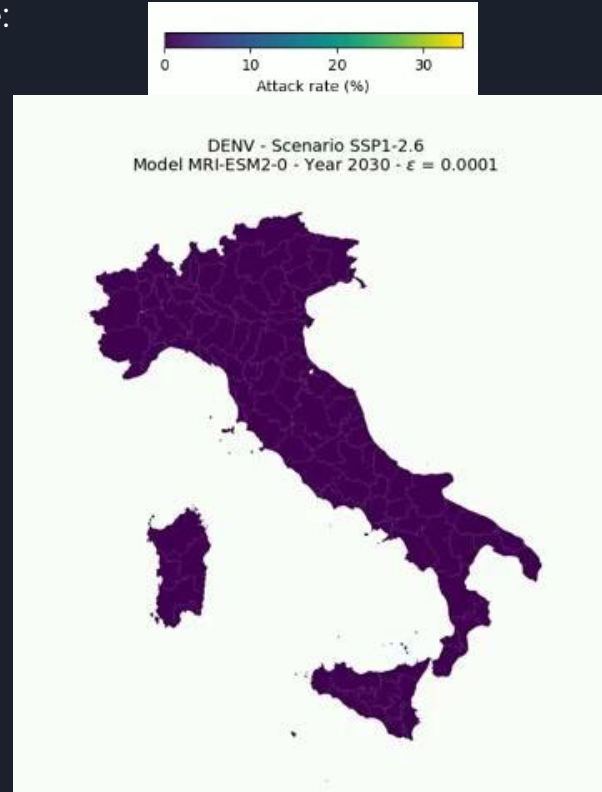 :
0 10 20 30
Attack rate (%)
DENV - Scenario SSP1-2.6
Model MRI-ESM2-0 - Year 2030 - ε = 0.0001